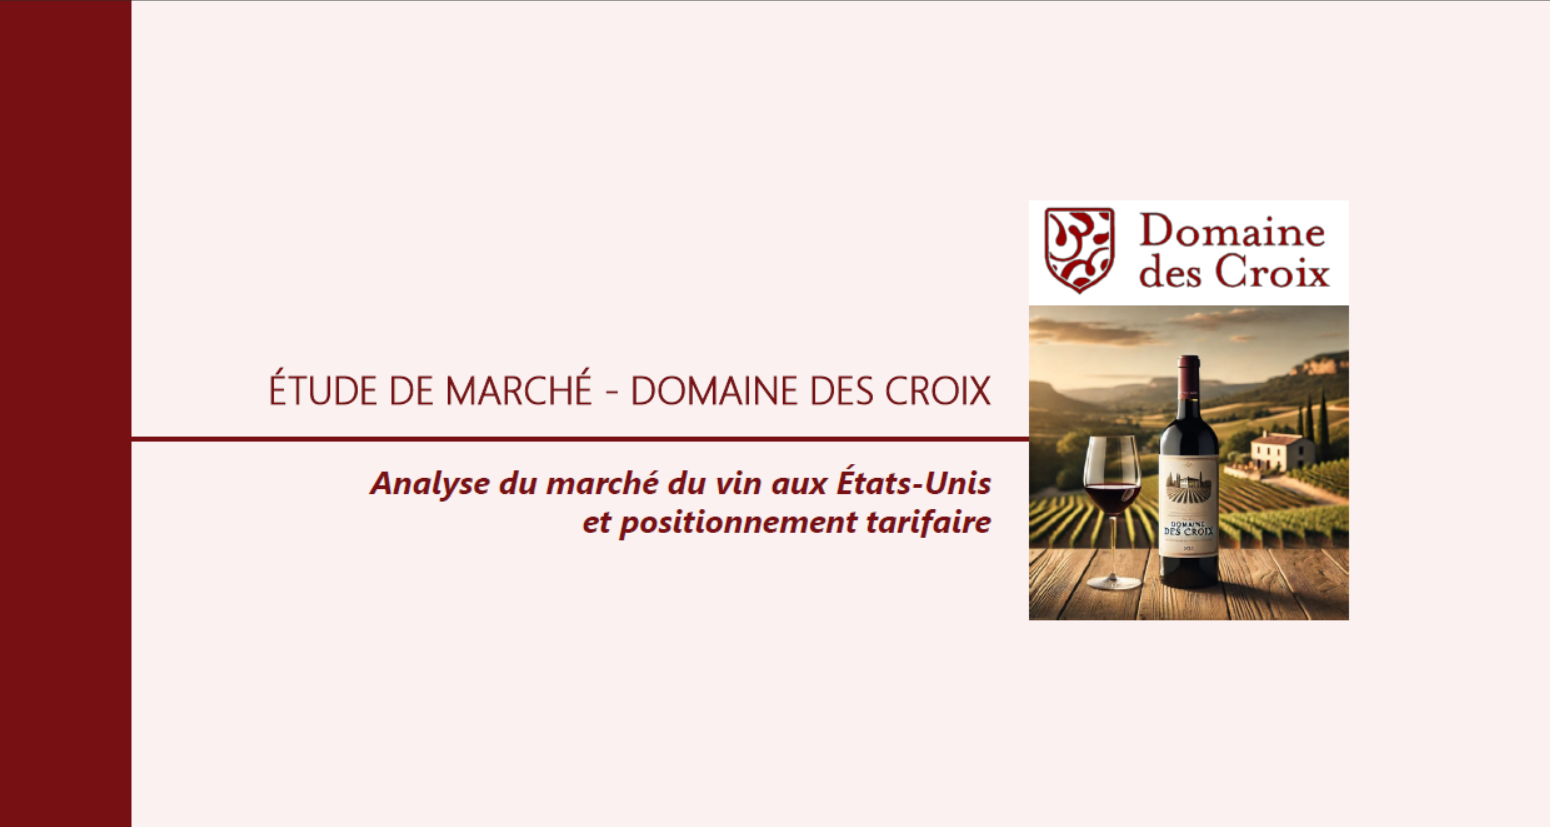 Domaine
des Croix
ÉTUDE DE MARCHÉ - DOMAINE DES CROIX
Analyse du marché du vin aux États-Unis
et positionnement tarifaire
DOMAINE
DES CROIX